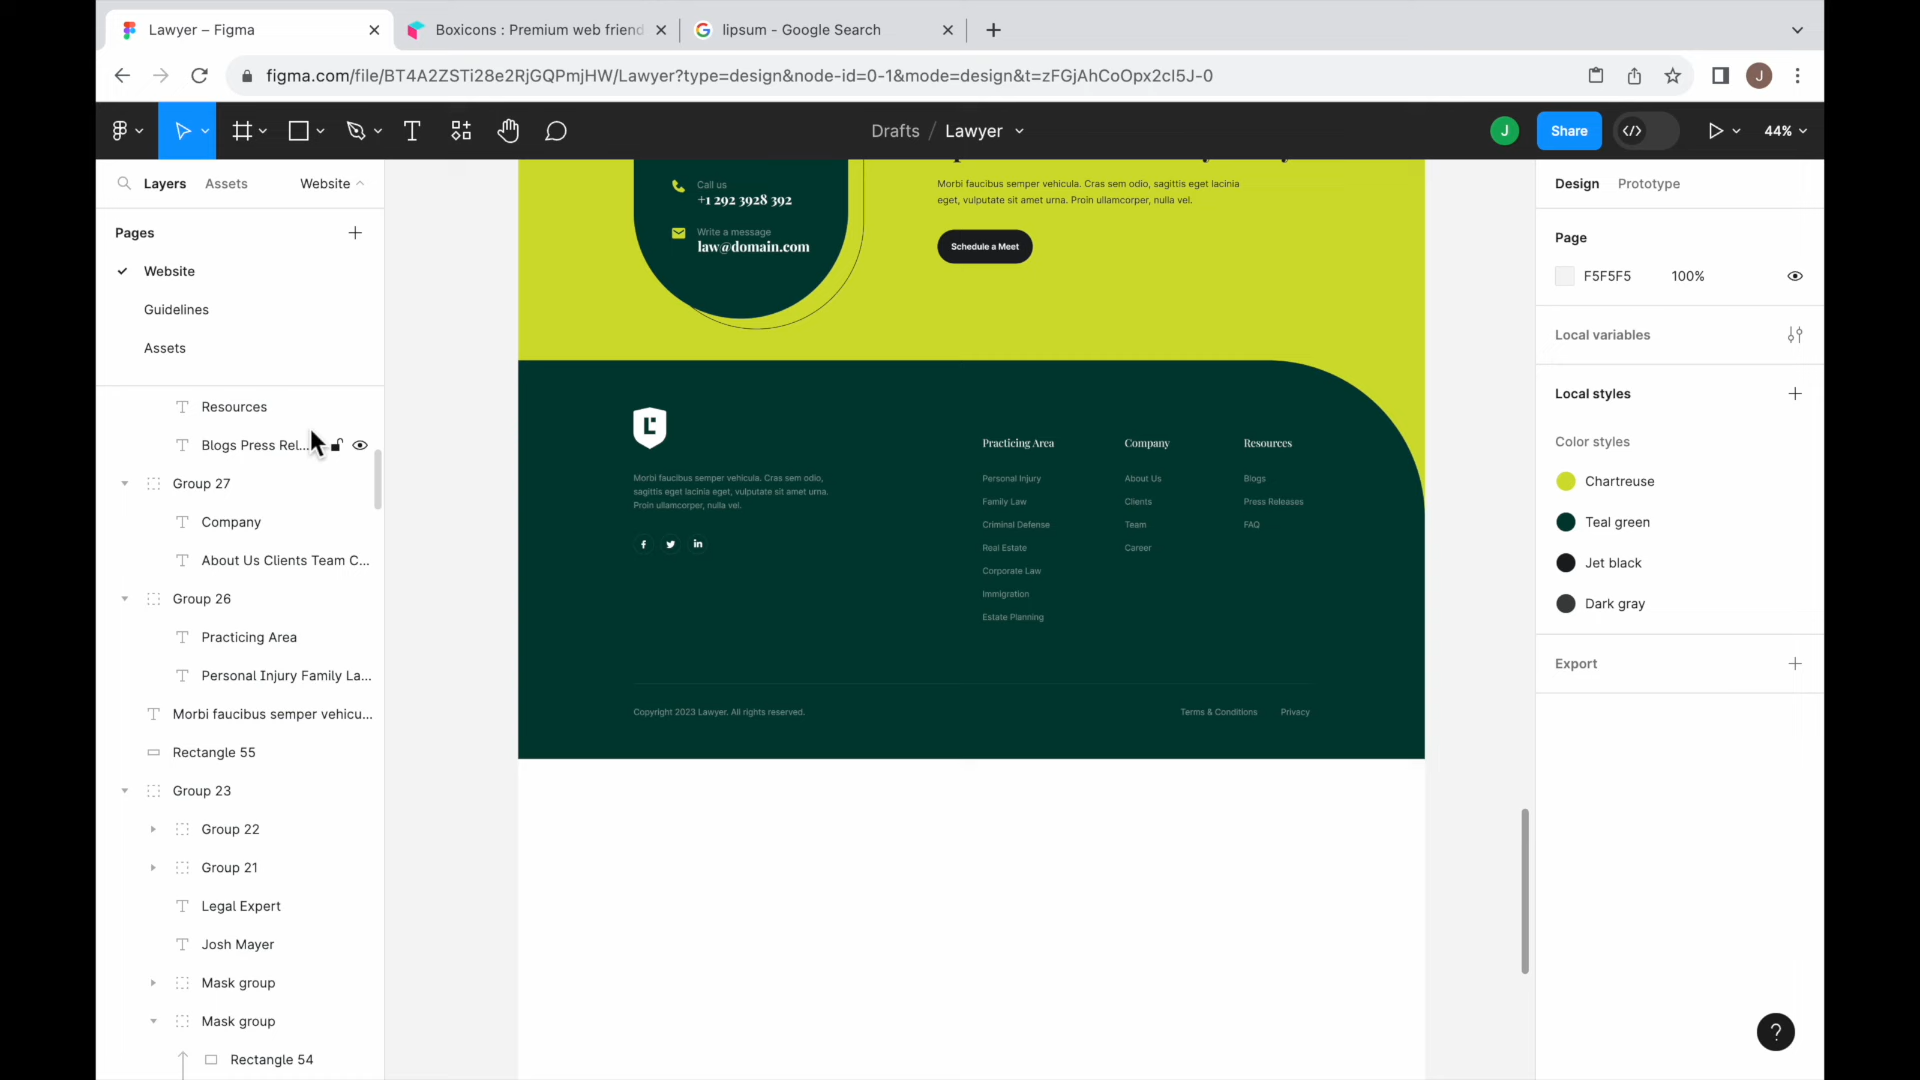 Lawyer – Figma
Boxicons : Premium web friend
lipsum - Google Search
figma.com/file/BT4A2ZSTi28e2RjGQPmjHW/Lawyer?type=design&node-id=0-1&mode=design&t=zFGjAhCoOpx2cI5J-0
J
Drafts / Lawyer
J
Share
44%
Layers
Assets
Website
Pages
Website
Guidelines
Assets
Resources
Blogs Press Rel...
Group 27
Company
About Us Clients Team C...
Group 26
Practicing Area
Personal Injury Family La...
Morbi faucibus semper vehicu...
Rectangle 55
Group 23
Group 22
Group 21
Legal Expert
Josh Mayer
Mask group
Mask group
Rectangle 54
Call us
+1 292 3928 392
Write a message
law@domain.com
Morbi faucibus semper vehicula. Cras sem odio, sagittis eget lacinia
eget, vulputate sit amet urna. Proin ullamcorper, nulla vel.
Schedule a Meet
Morbi faucibus semper vehicula. Cras sem odio,
sagittis eget lacinia eget, vulputate sit amet urna.
Proin ullamcorper, nulla vel.
Practicing Area
Personal Injury
Family Law
Criminal Defense
Real Estate
Corporate Law
Immigration
Estate Planning
Company
About Us
Clients
Team
Career
Resources
Blogs
Press Releases
FAQ
Copyright 2023 Lawyer. All rights reserved.
Terms & Conditions
Privacy
Design
Prototype
Page
F5F5F5
100%
Local variables
Local styles
Color styles
Chartreuse
Teal green
Jet black
Dark gray
Export
?